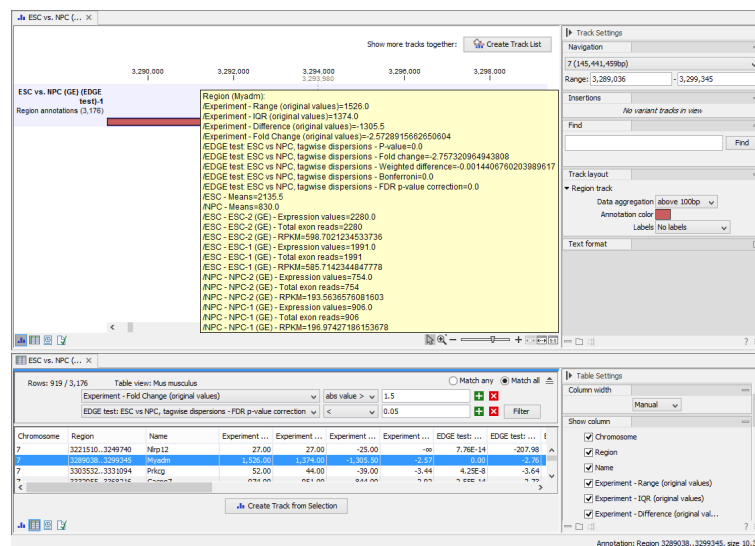 ESC vs. NPC (...
Show more tracks together:
Create Track List
3,290,000
3,292,000
3,294,000
3,296,000
3,298,000
3,293,980
ESC vs. NPC (GE) (EDGE
test)-1
Region annotations (3,176)
Region (Myadm):
/Experiment - Range (original values)=1526.0
/Experiment - IQR (original values)=1374.0
/Experiment - Difference (original values)=-1305.5
/Experiment - Fold Change (original values)=-2.5728915662650604
/EDGE test: ESC vs NPC, tagwise dispersions - P-value=0.0
/EDGE test: ESC vs NPC, tagwise dispersions - Fold change=-2.757320964943808
/EDGE test: ESC vs NPC, tagwise dispersions - Weighted difference=-0.0014406760203989617
/EDGE test: ESC vs NPC, tagwise dispersions - Bonferroni=0.0
/EDGE test: ESC vs NPC, tagwise dispersions - FDR p-value correction=0.0
/ESC - Means=2135.5
/NPC - Means=830.0
/ESC - ESC-2 (GE) - Expression values=2280.0
/ESC - ESC-2 (GE) - Total exon reads=2280
/ESC - ESC-2 (GE) - RPKM=598.7021234533736
/ESC - ESC-1 (GE) - Expression values=1991.0
/ESC - ESC-1 (GE) - Total exon reads=1991
/ESC - ESC-1 (GE) - RPKM=585.7142344847778
/NPC - NPC-2 (GE) - Expression values=754.0
/NPC - NPC-2 (GE) - Total exon reads=754
/NPC - NPC-2 (GE) - RPKM=193.5636576081603
/NPC - NPC-1 (GE) - Expression values=906.0
/NPC - NPC-1 (GE) - Total exon reads=906
/NPC - NPC-1 (GE) - RPKM=196.97427186153678
Track Settings
Navigation
7 (145,441,459bp)
Range: 3,289,036 - 3,299,345
Insertions
No variant tracks in view
Find
Find
Track layout
Region track
Data aggregation above 100bp
Annotation color
Labels No labels
Text format
?
ESC vs. NPC (...
Rows: 919 / 3,176 Table view: Mus musculus
Match any Match all
Experiment - Fold Change (original values) abs value > 1.5
EDGE test: ESC vs NPC, tagwise dispersions - FDR p-value correction < 0.05 Filter
Chromosome Region Name Experiment ... Experiment ... Experiment ... Experiment ... EDGE test: ... EDGE test: ... E
7 3221510..3249740 Nlrp12 27.00 27.00 -25.00 -∞ 7.76E-14 -207.98
7 3289038..3299345 Myadm 1,526.00 1,374.00 -1,305.50 -2.57 0.00 -2.76
7 3303532..3331094 Prkcg 52.00 44.00 -39.00 -3.44 4.25E-8 -3.64
Create Track from Selection
Table Settings
Column width
Manual
Show column
Chromosome
Region
Name
Experiment - Range (original values)
Experiment - IQR (original values)
Experiment - Difference (original val...
?
Annotation: Region 3289038..3299345, size 10,3